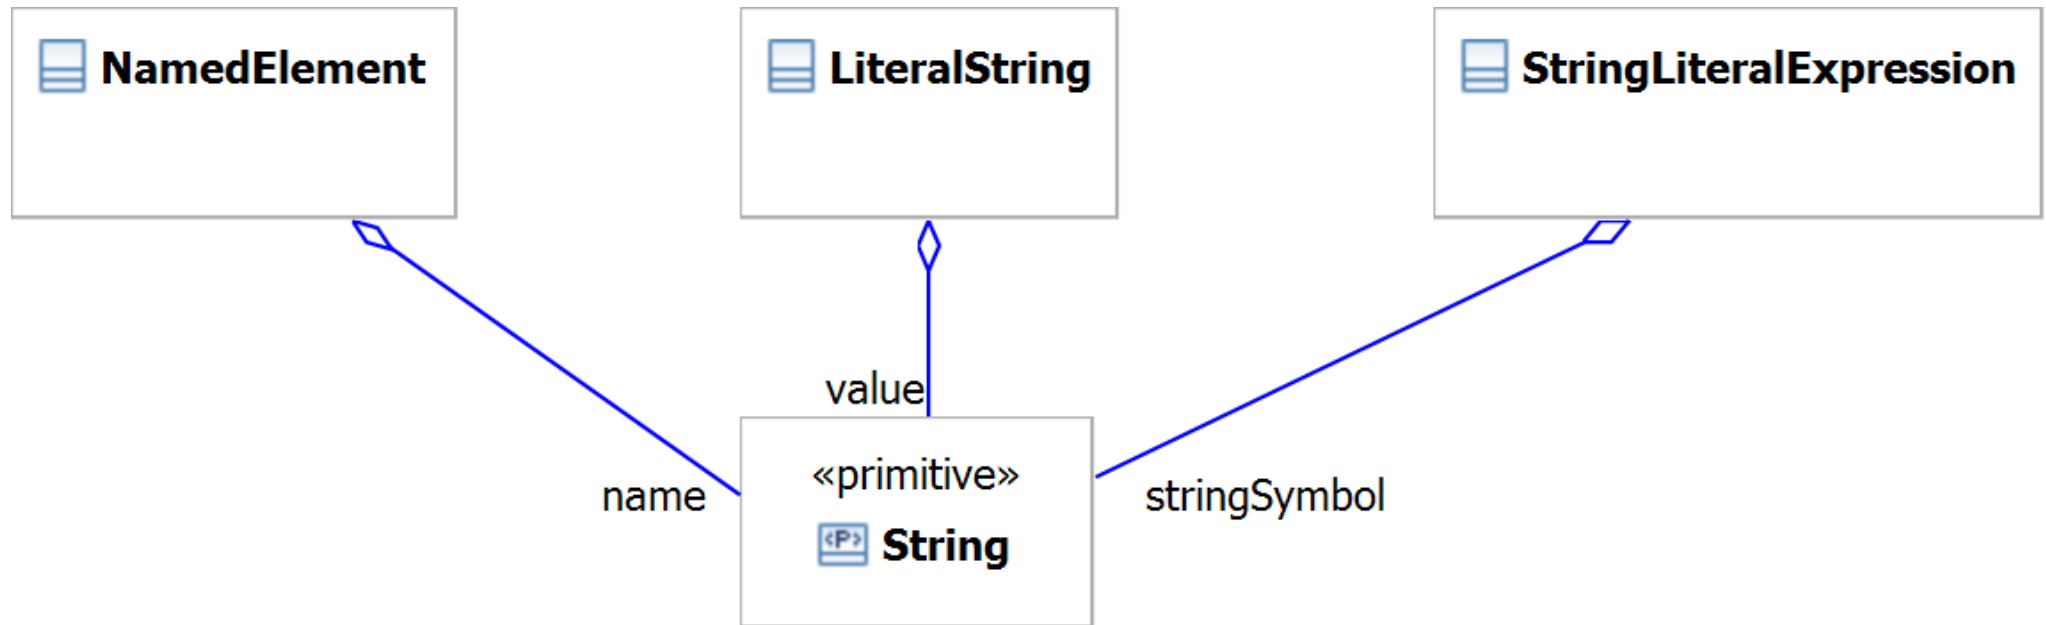 NamedElement
LiteralString
StringLiteralExpression
value
«primitive»
name
stringSymbol
<P> String